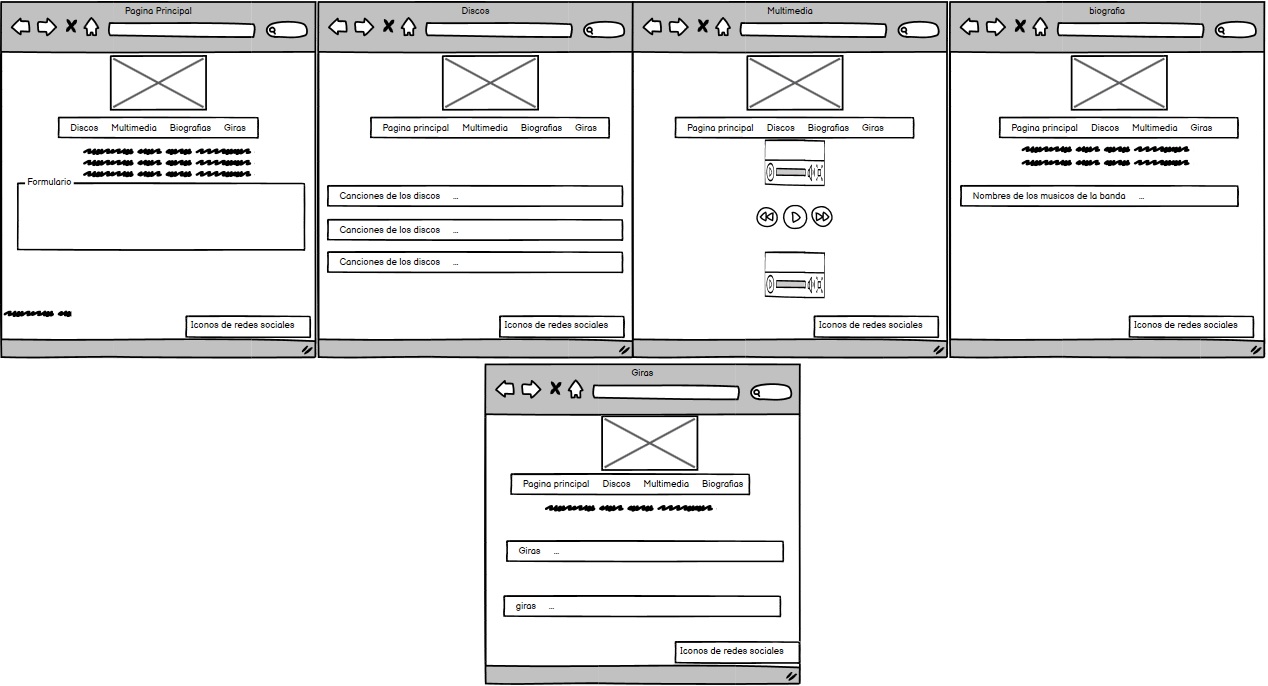 Pagina Principal
Discos Multimedia Biografias Giras
Formulario
Iconos de redes sociales
Discos
Pagina principal Multimedia Biografias Giras
Canciones de los discos ...
Canciones de los discos ...
Canciones de los discos ...
Iconos de redes sociales
Multimedia
Pagina principal Discos Biografias Giras
Iconos de redes sociales
biografia
Pagina principal Discos Multimedia Giras
Nombres de los musicos de la banda ...
Iconos de redes sociales
Giras
Pagina principal Discos Multimedia Biografias
Giras ...
giras ...
Iconos de redes sociales